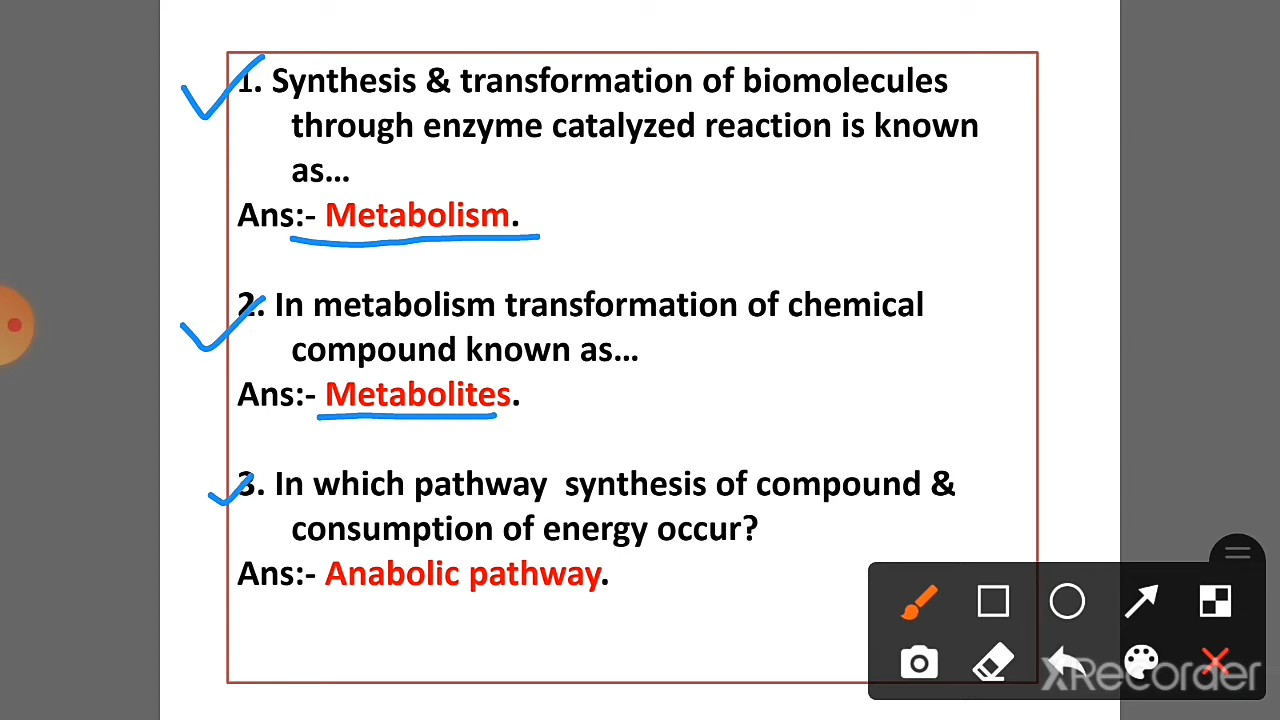 1. Synthesis & transformation of biomolecules
through enzyme catalyzed reaction is known
as...
Ans:- Metabolism.
2. In metabolism transformation of chemical
compound known as...
Ans:- Metabolites.
3. In which pathway synthesis of compound &
consumption of energy occur?
Ans:- Anabolic pathway.
XRecorder